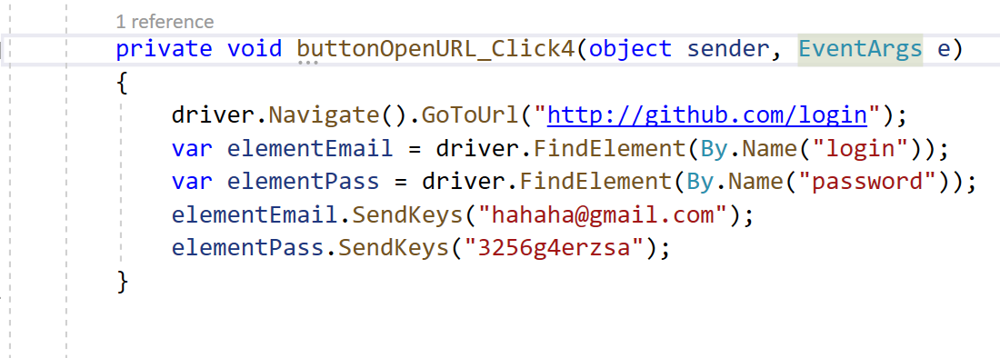 1 reference
private void buttonOpenURL_Click4(object sender, EventArgs e)
{
driver.Navigate().GoToUrl("http://github.com/login");
var elementEmail = driver.FindElement(By.Name("login"));
var elementPass = driver.FindElement(By.Name("password"));
elementEmail.SendKeys("hahaha@gmail.com");
elementPass.SendKeys("3256g4erzsa");
}